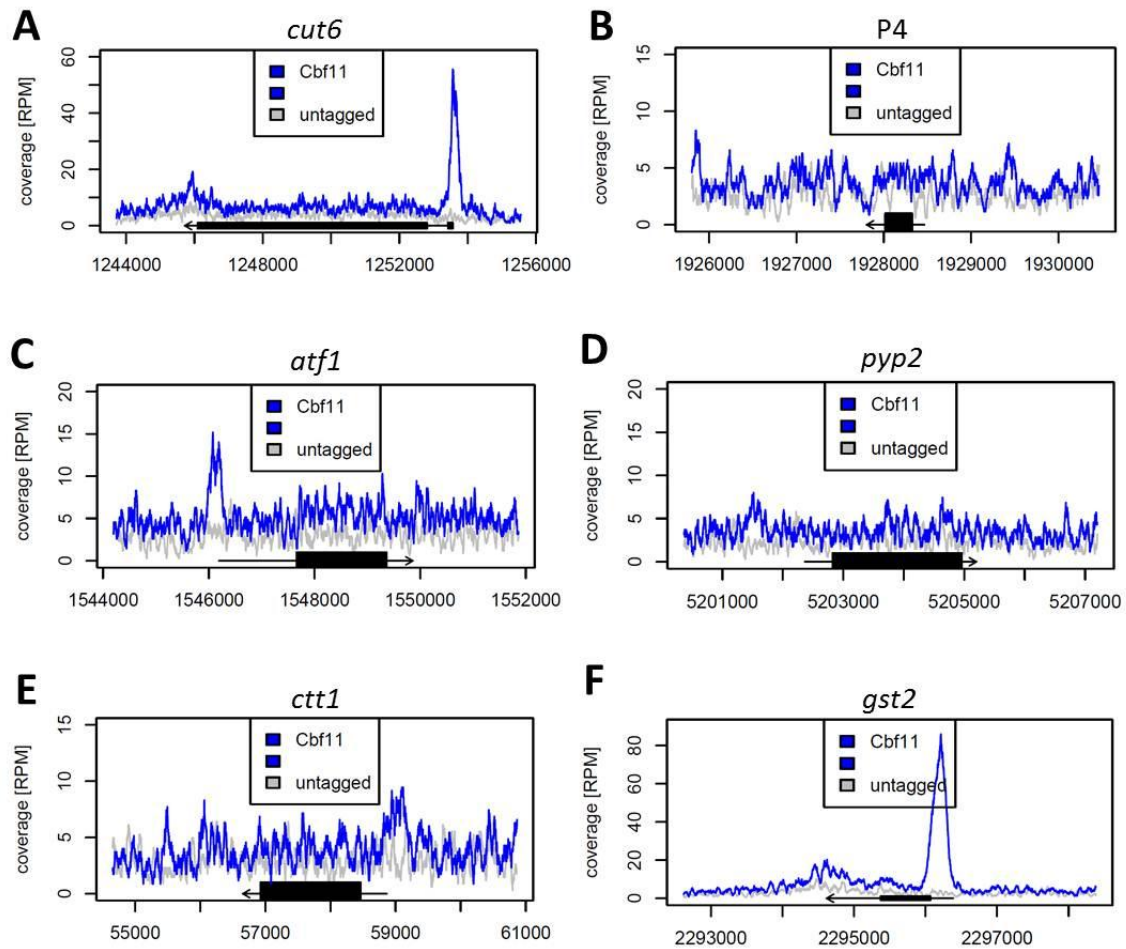 A
cut6
coverage [RPM]
60
40
20
0
Cbf11
untagged
1244000 1248000 1252000 1256000
B
P4
coverage [RPM]
15
10
5
0
Cbf11
untagged
1926000 1927000 1928000 1929000 1930000
C
atf1
coverage [RPM]
20
15
10
5
0
Cbf11
untagged
1544000 1546000 1548000 1550000 1552000
D
pyp2
coverage [RPM]
20
15
10
5
0
Cbf11
untagged
5201000 5203000 5205000 5207000
E
ctt1
coverage [RPM]
15
10
5
0
Cbf11
untagged
55000 57000 59000 61000
F
gst2
coverage [RPM]
80
60
40
20
0
Cbf11
untagged
2293000 2295000 2297000